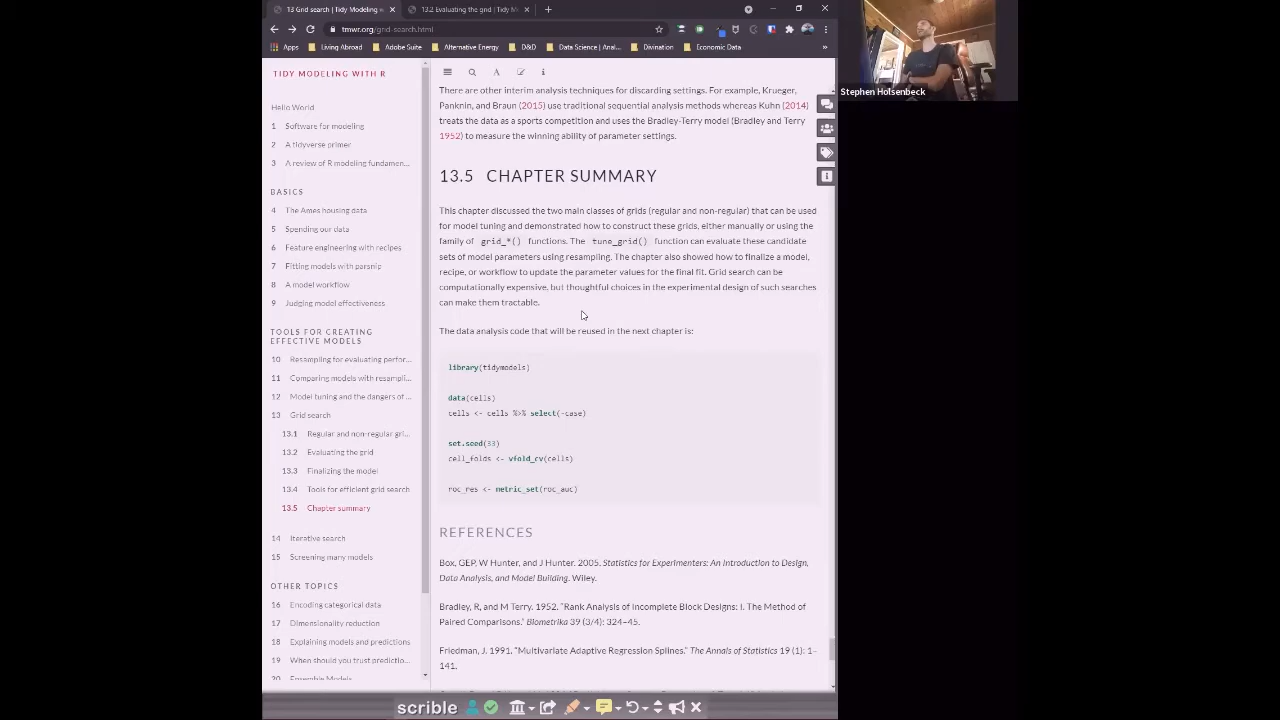 13 Grid search | Tidy Modeling w
13.2 Evaluating the grid | Tidy M
tmwr.org/grid-search.html
Apps
Living Abroad
Adobe Suite
Alternative Energy
D&D
Data Science | Anal...
Divination
Economic Data
»
TIDY MODELING WITH R
Hello World
1 Software for modeling
2 A tidyverse primer
3 A review of R modeling fundamen...
BASICS
4 The Ames housing data
5 Spending our data
6 Feature engineering with recipes
7 Fitting models with parsnip
8 A model workflow
9 Judging model effectiveness
TOOLS FOR CREATING
EFFECTIVE MODELS
10 Resampling for evaluating perfor...
11 Comparing models with resampli...
12 Model tuning and the dangers of ...
13 Grid search
13.1 Regular and non-regular gri...
13.2 Evaluating the grid
13.3 Finalizing the model
13.4 Tools for efficient grid search
13.5 Chapter summary
14 Iterative search
15 Screening many models
OTHER TOPICS
16 Encoding categorical data
17 Dimensionality reduction
18 Explaining models and predictions
19 When should you trust predictio...
20 Ensemble Models
There are other interim analysis techniques for discarding settings. For example, Krueger,
Panknin, and Braun (2015) use traditional sequential analysis methods whereas Kuhn (2014)
treats the data as a sports competition and uses the Bradley-Terry model (Bradley and Terry
1952) to measure the winning ability of parameter settings.
13.5 CHAPTER SUMMARY
This chapter discussed the two main classes of grids (regular and non-regular) that can be used
for model tuning and demonstrated how to construct these grids, either manually or using the
family of grid_*() functions. The tune_grid() function can evaluate these candidate
sets of model parameters using resampling. The chapter also showed how to finalize a model,
recipe, or workflow to update the parameter values for the final fit. Grid search can be
computationally expensive, but thoughtful choices in the experimental design of such searches
can make them tractable.
The data analysis code that will be reused in the next chapter is:
library(tidymodels)
data(cells)
cells <- cells %>% select(-case)
set.seed(33)
cell_folds <- vfold_cv(cells)
roc_res <- metric_set(roc_auc)
REFERENCES
Box, GEP, W Hunter, and J Hunter. 2005. Statistics for Experimenters: An Introduction to Design,
Data Analysis, and Model Building. Wiley.
Bradley, R, and M Terry. 1952. “Rank Analysis of Incomplete Block Designs: I. The Method of
Paired Comparisons.” Biometrika 39 (3/4): 324–45.
Friedman, J. 1991. “Multivariate Adaptive Regression Splines.” The Annals of Statistics 19 (1): 1–
141.
scrible
Stephen Holsenbeck